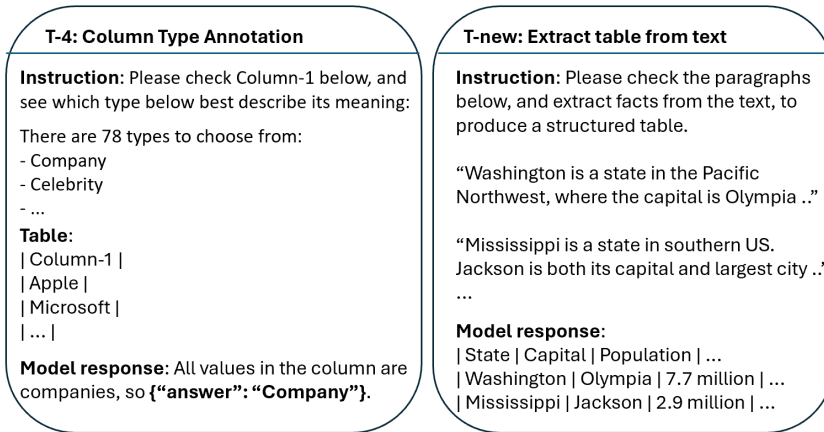 T-4: Column Type Annotation
Instruction: Please check Column-1 below, and
see which type below best describe its meaning:
There are 78 types to choose from:
- Company
- Celebrity
- ...
Table:
| Column-1 |
| Apple |
| Microsoft |
| ... |
Model response: All values in the column are
companies, so {“answer”: “Company”}.
T-new: Extract table from text
Instruction: Please check the paragraphs
below, and extract facts from the text, to
produce a structured table.
“Washington is a state in the Pacific
Northwest, where the capital is Olympia ..”
“Mississippi is a state in southern US.
Jackson is both its capital and largest city ..”
...
Model response:
| State | Capital | Population | ...
| Washington | Olympia | 7.7 million | ...
| Mississippi | Jackson | 2.9 million | ...